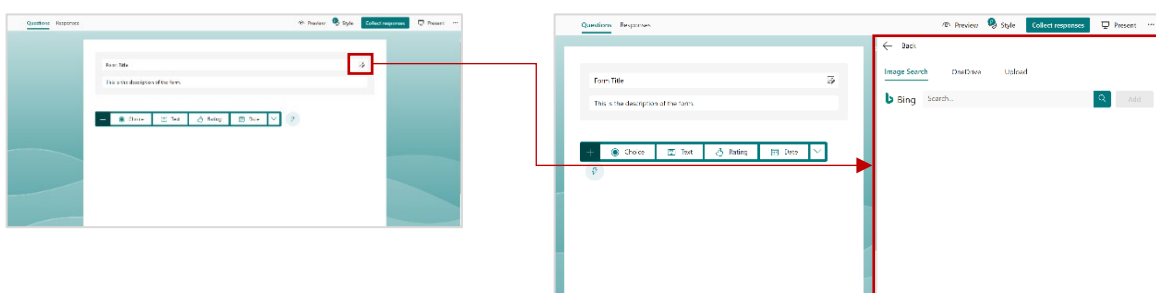 Questions Responses Preview Style Collect responses Present ...
Form Title
This is the description of the form.
Choice Text Rating Date
Questions Responses Preview Style Collect responses Present ...
Back
Image Search OneDrive Upload
Bing Search... Add
Form Title
This is the description of the form.
+ Choice Text Rating Date